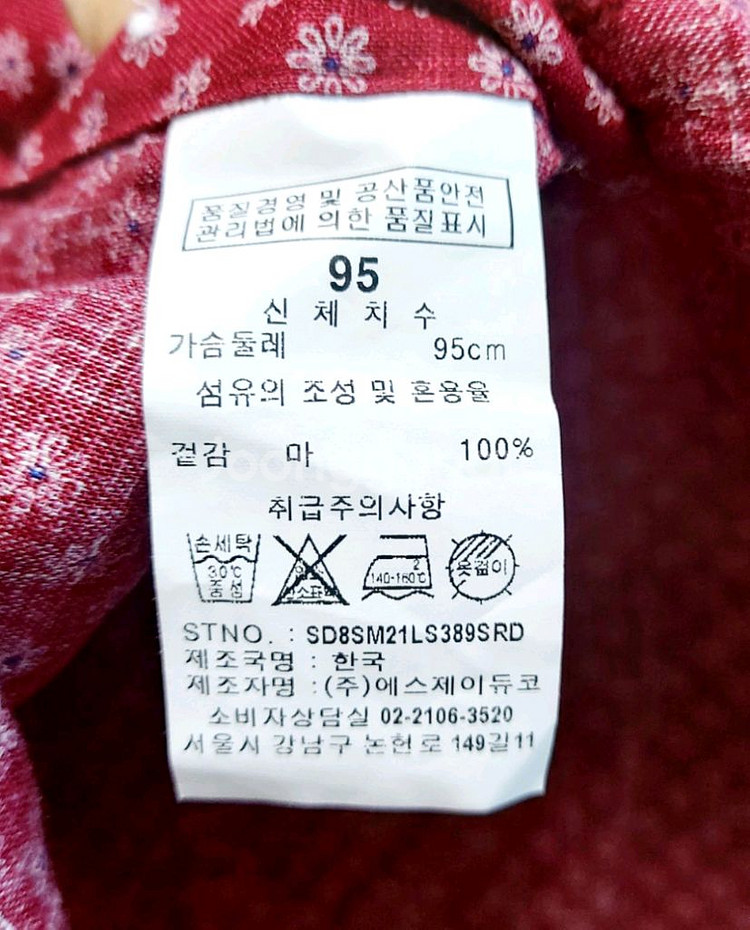 품질경영 및 공산품안전
관리법에 의한 품질표시
95
신 체 치 수
가슴둘레 95cm
섬유의 조성 및 혼용율
겉감 마 100%
취급주의사항
손세탁 30℃ 중성
염소표백
2 140-160℃
옷걸이
STNO. : SD8SM21LS389SRD
제조국명 : 한국
제조자명 : (주)에스제이듀코
소비자상담실 02-2106-3520
서울시 강남구 논현로 149길11